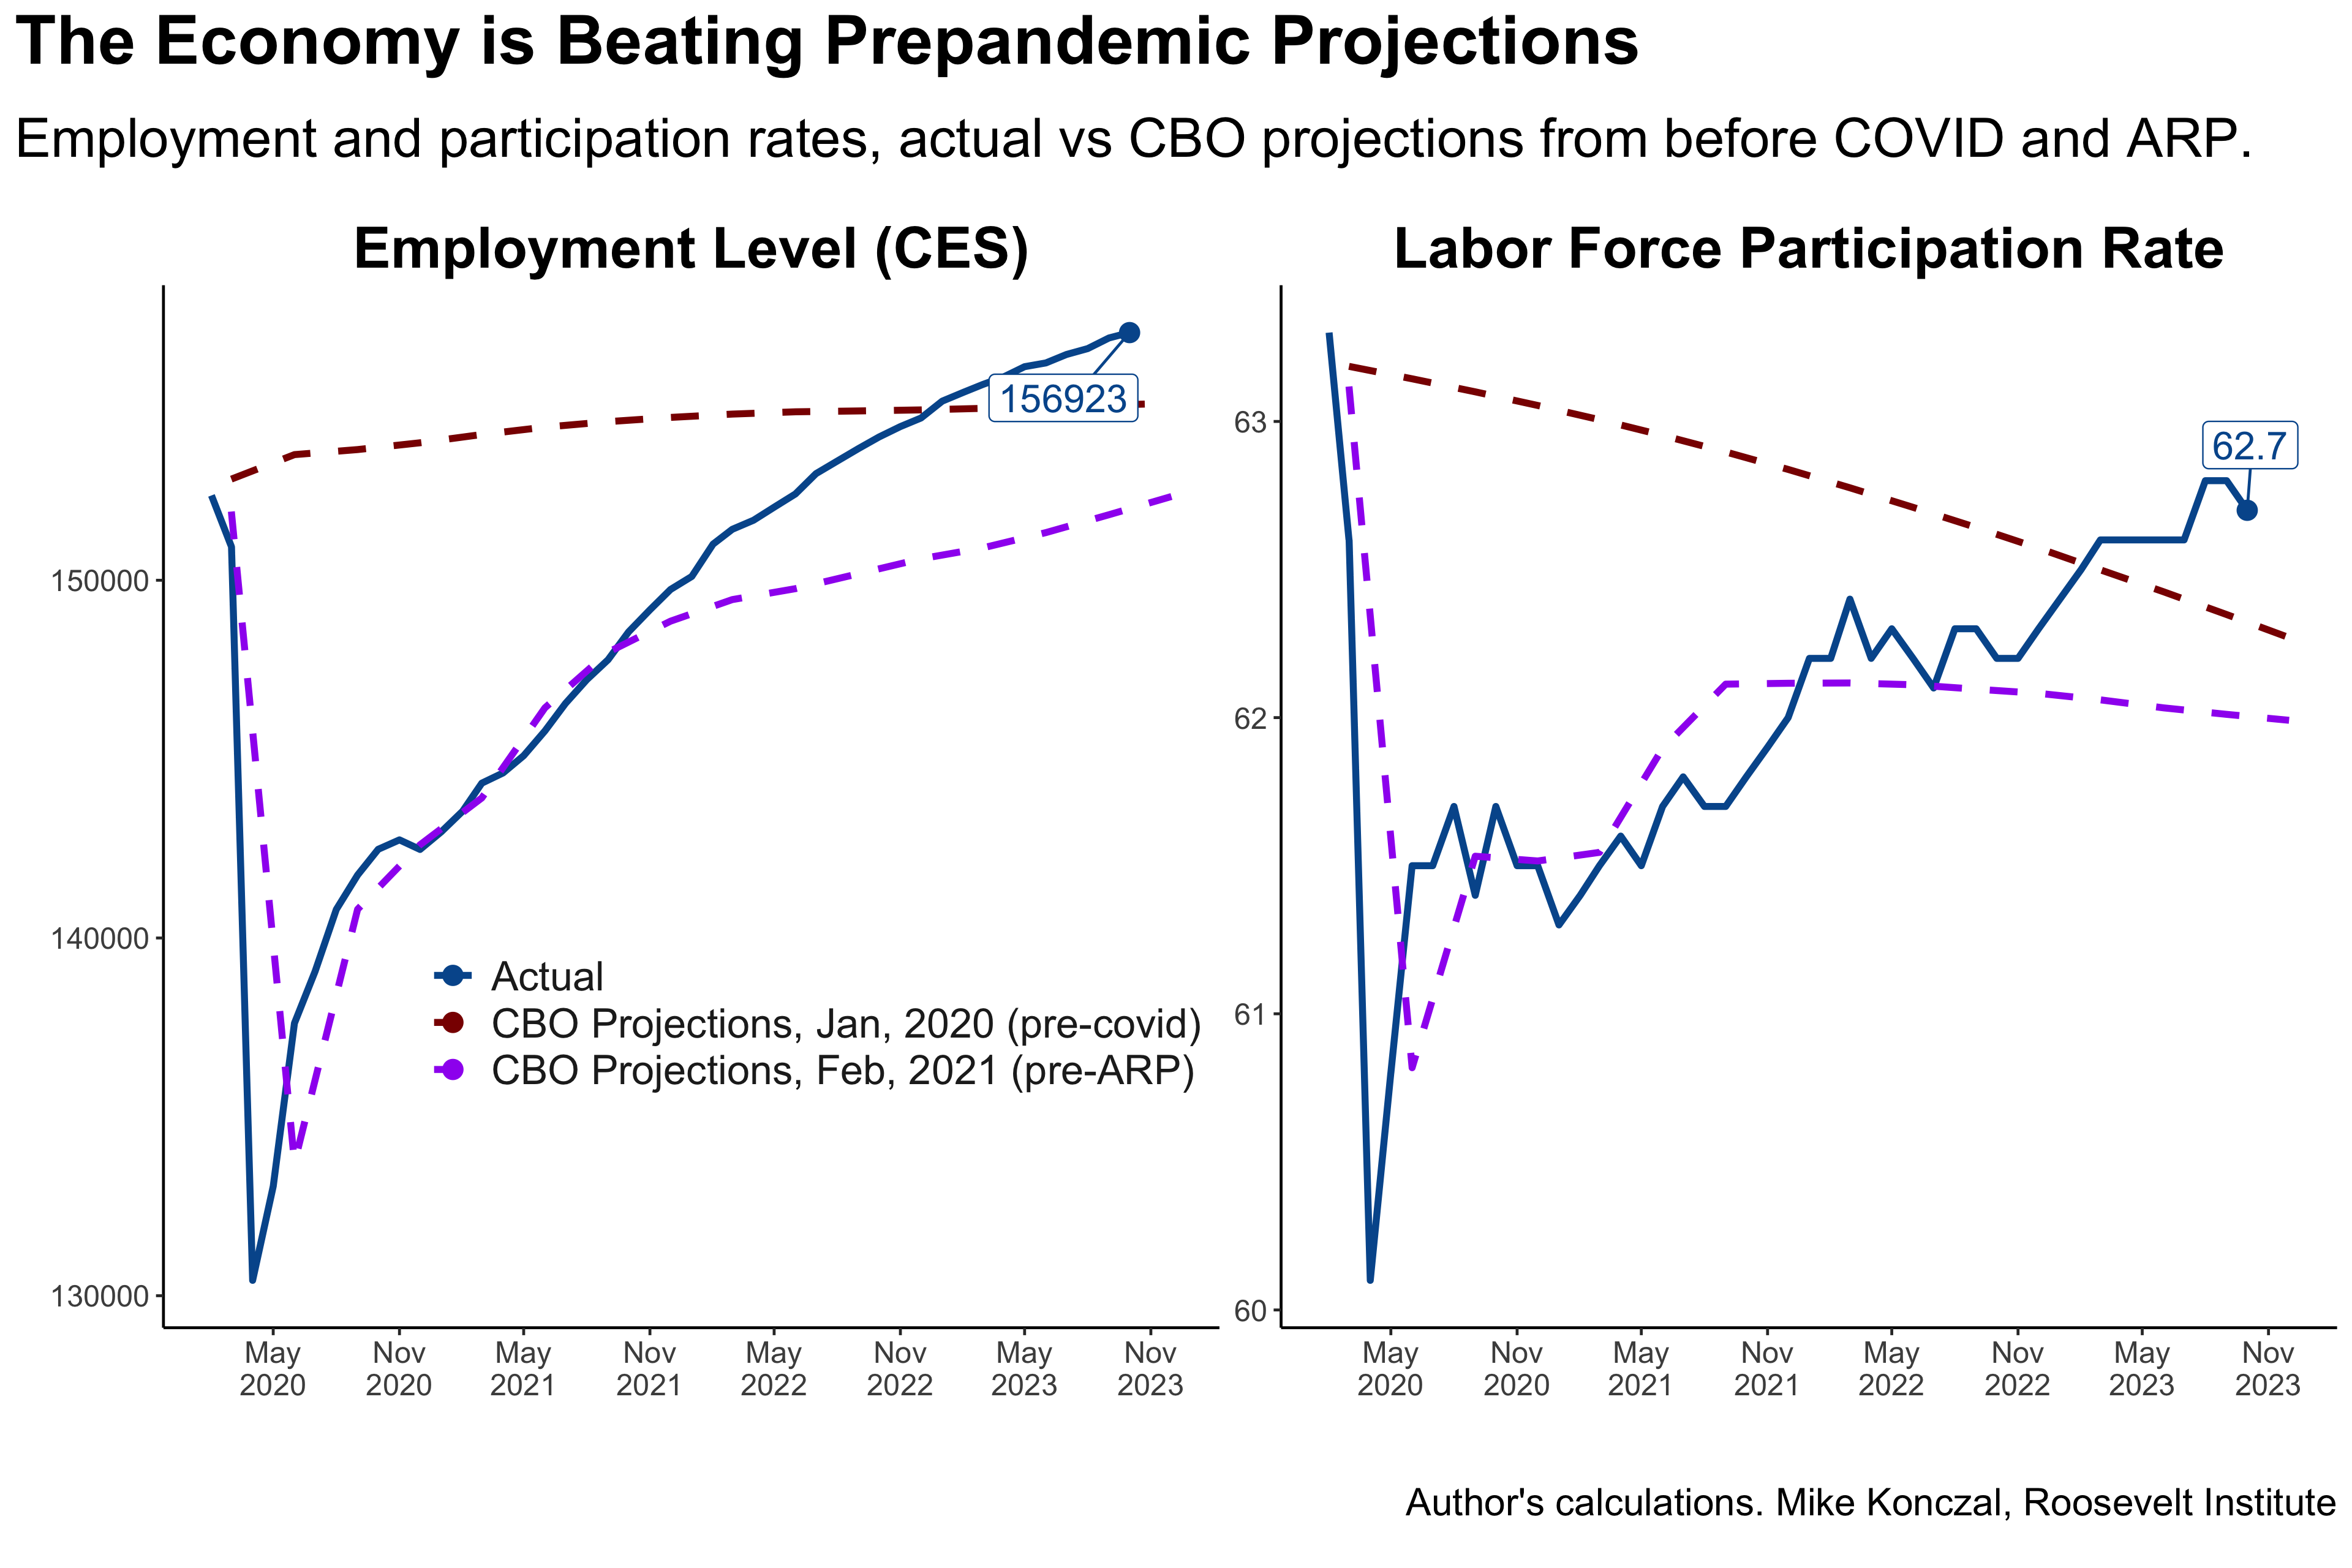 The Economy is Beating Prepandemic Projections
Employment and participation rates, actual vs CBO projections from before COVID and ARP.
Employment Level (CES)
156923
150000
140000
130000
Actual
CBO Projections, Jan, 2020 (pre-covid)
CBO Projections, Feb, 2021 (pre-ARP)
May Nov May Nov May Nov May Nov
2020 2020 2021 2021 2022 2022 2023 2023
Labor Force Participation Rate
63
62.7
62
61
60
May Nov May Nov May Nov May Nov
2020 2020 2021 2021 2022 2022 2023 2023
Author's calculations. Mike Konczal, Roosevelt Institute